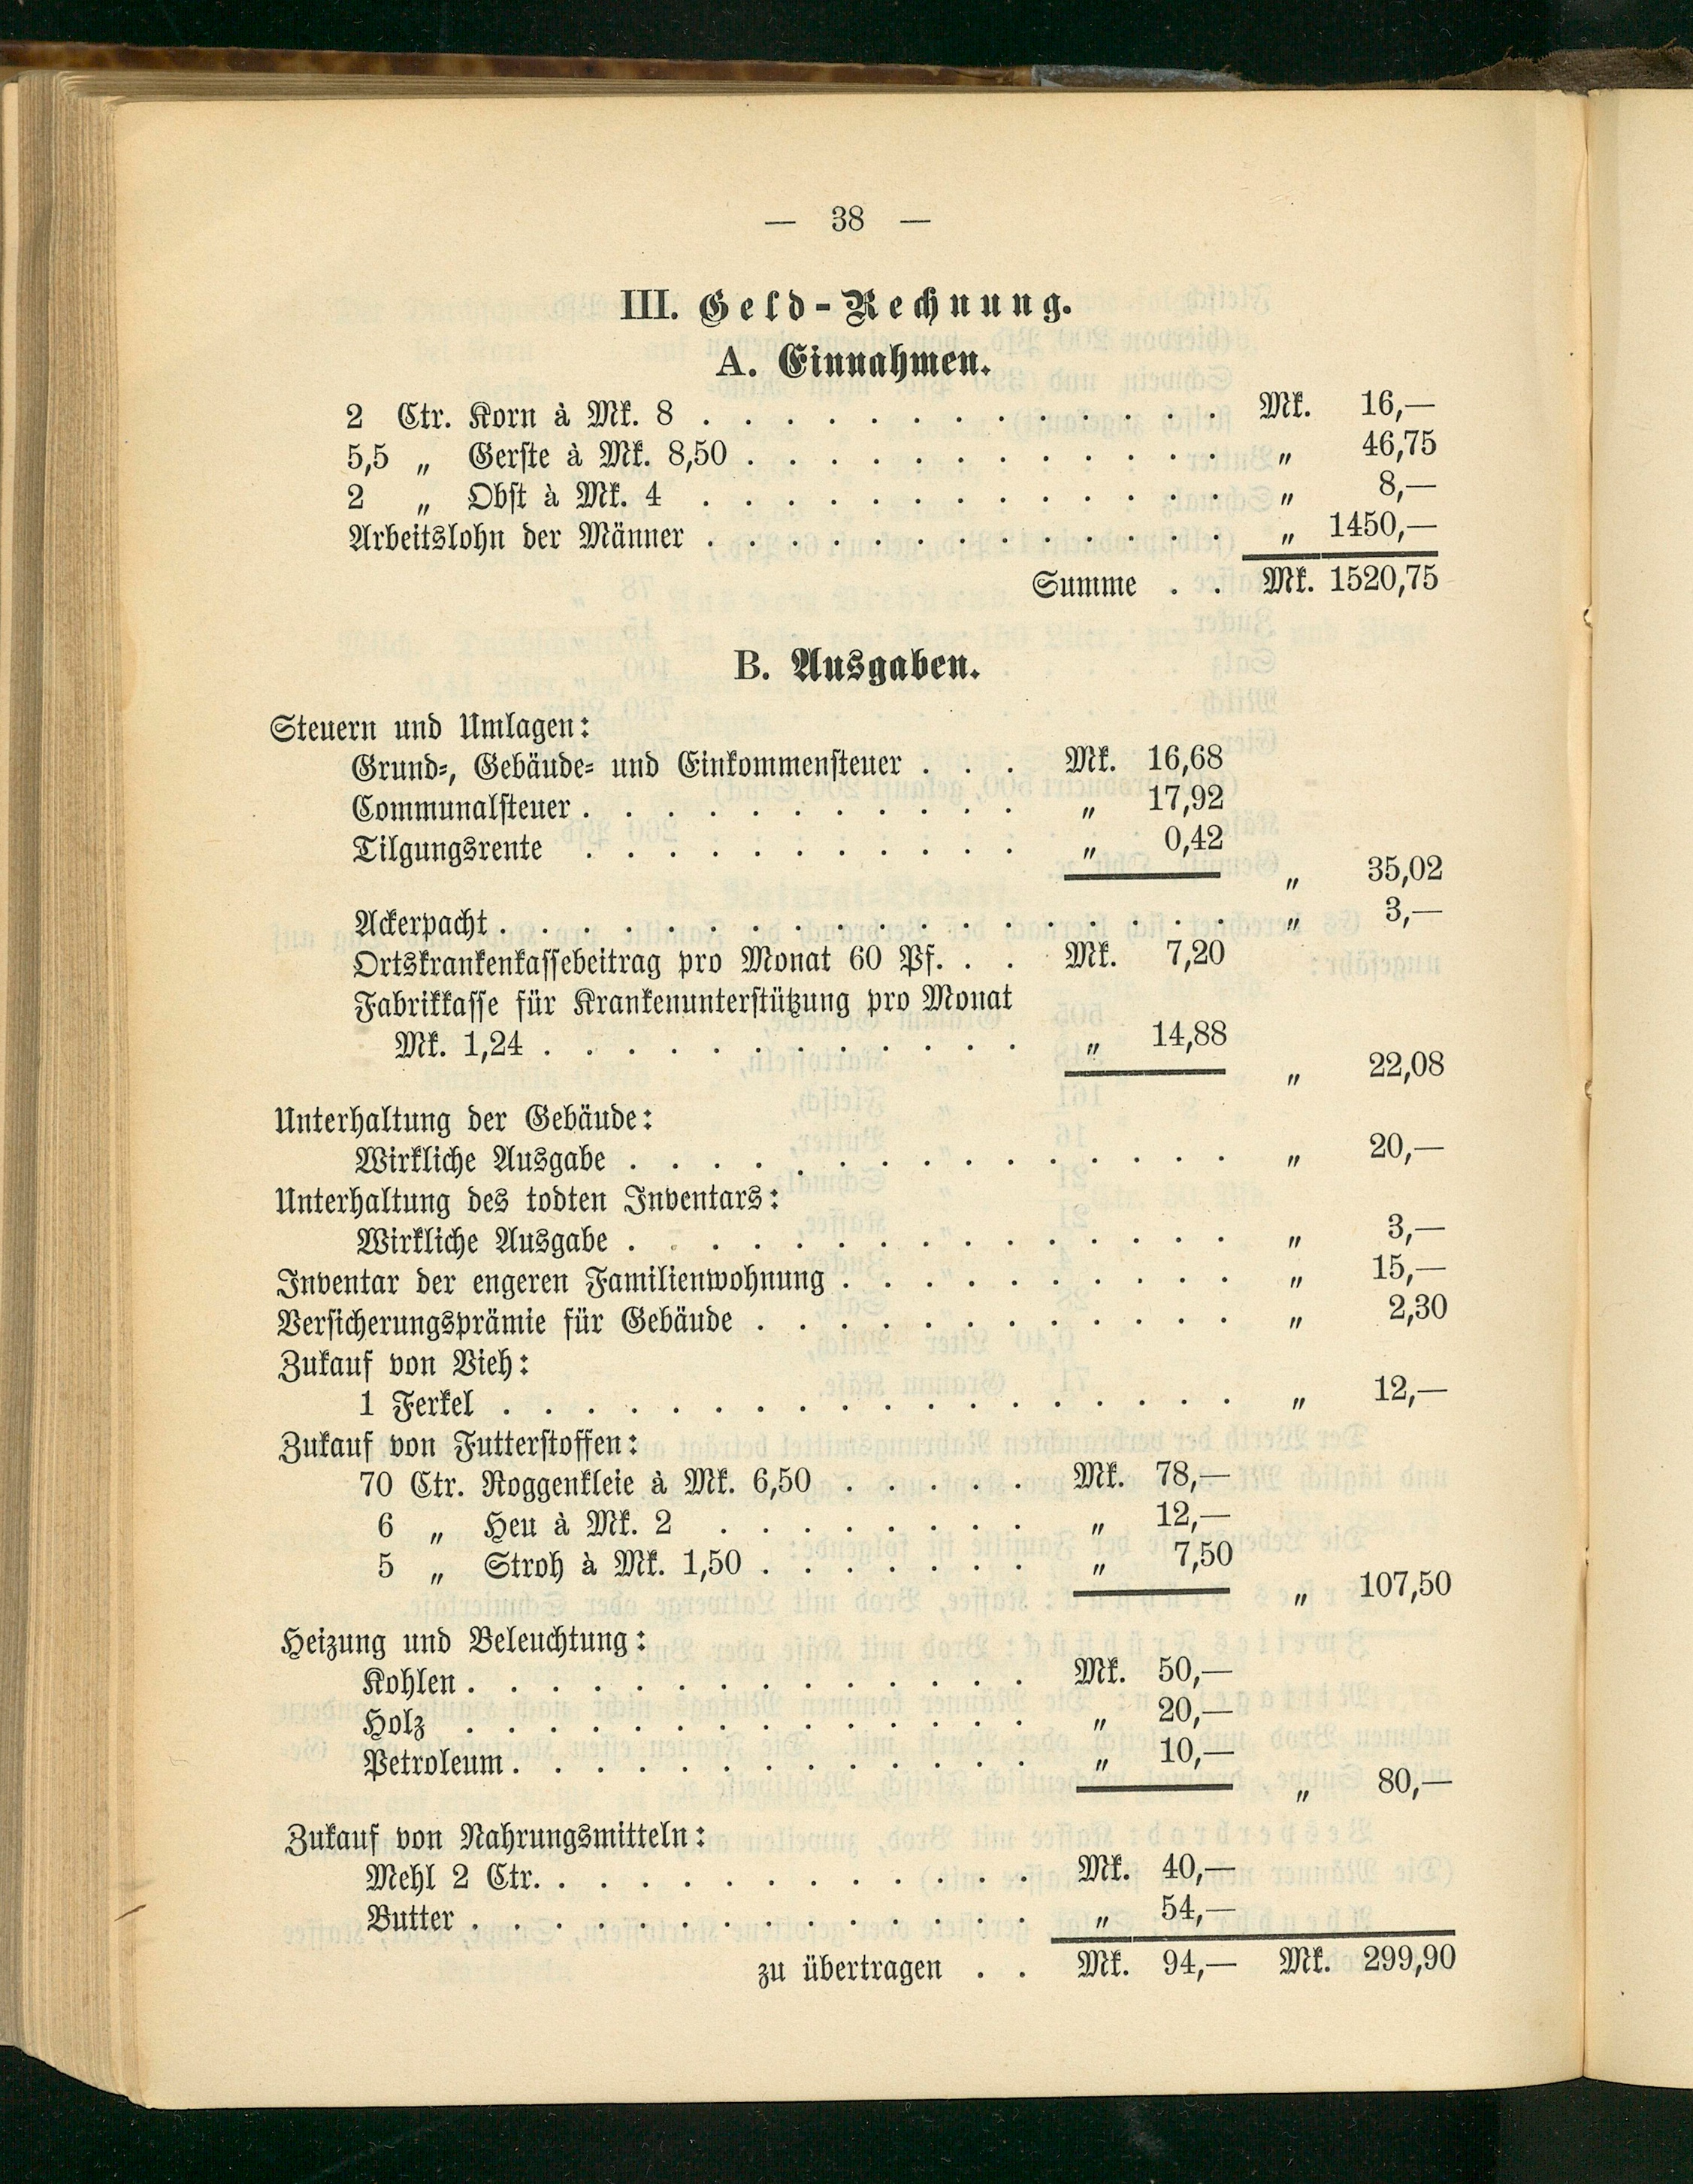 — 38 —
III. Geld-Rechnung.
A. Einnahmen.
2 Ctr. Korn à Mk. 8 . . . . . . . . . . . . . Mk. 16,—
5,5 „ Gerste à Mk. 8,50 . . . . . . . . . . . . „ 46,75
2 „ Obst à Mk. 4 . . . . . . . . . . . . . „ 8,—
Arbeitslohn der Männer . . . . . . . . . . . . . „ 1450,—
Summe . . Mk. 1520,75
B. Ausgaben.
Steuern und Umlagen:
Grund-, Gebäude- und Einkommensteuer . . . Mk. 16,68
Communalsteuer . . . . . . . . . . . „ 17,92
Tilgungsrente . . . . . . . . . . . „ 0,42
„ 35,02
Ackerpacht . . . . . . . . . . . . . . . . . . „ 3,—
Ortskrankenkassebeitrag pro Monat 60 Pf. . . Mk. 7,20
Fabrikkasse für Krankenunterstützung pro Monat
Mk. 1,24 . . . . . . . . . . . . „ 14,88
„ 22,08
Unterhaltung der Gebäude:
Wirkliche Ausgabe . . . . . . . . . . . . . . . „ 20,—
Unterhaltung des todten Inventars:
Wirkliche Ausgabe . . . . . . . . . . . . . . . „ 3,—
Inventar der engeren Familienwohnung . . . . . . . . . . „ 15,—
Versicherungsprämie für Gebäude . . . . . . . . . . . . „ 2,30
Zukauf von Vieh:
1 Ferkel . . . . . . . . . . . . . . . . . . „ 12,—
Zukauf von Futterstoffen:
70 Ctr. Roggenkleie à Mk. 6,50 . . . . . Mk. 78,—
6 „ Heu à Mk. 2 . . . . . . . . „ 12,—
5 „ Stroh à Mk. 1,50 . . . . . . . „ 7,50
„ 107,50
Heizung und Beleuchtung:
Kohlen . . . . . . . . . . . . . . Mk. 50,—
Holz . . . . . . . . . . . . . . „ 20,—
Petroleum . . . . . . . . . . . . . „ 10,—
„ 80,—
Zukauf von Nahrungsmitteln:
Mehl 2 Ctr. . . . . . . . . . . . . Mk. 40,—
Butter . . . . . . . . . . . . . . „ 54,—
zu übertragen . . Mk. 94,— Mk. 299,90